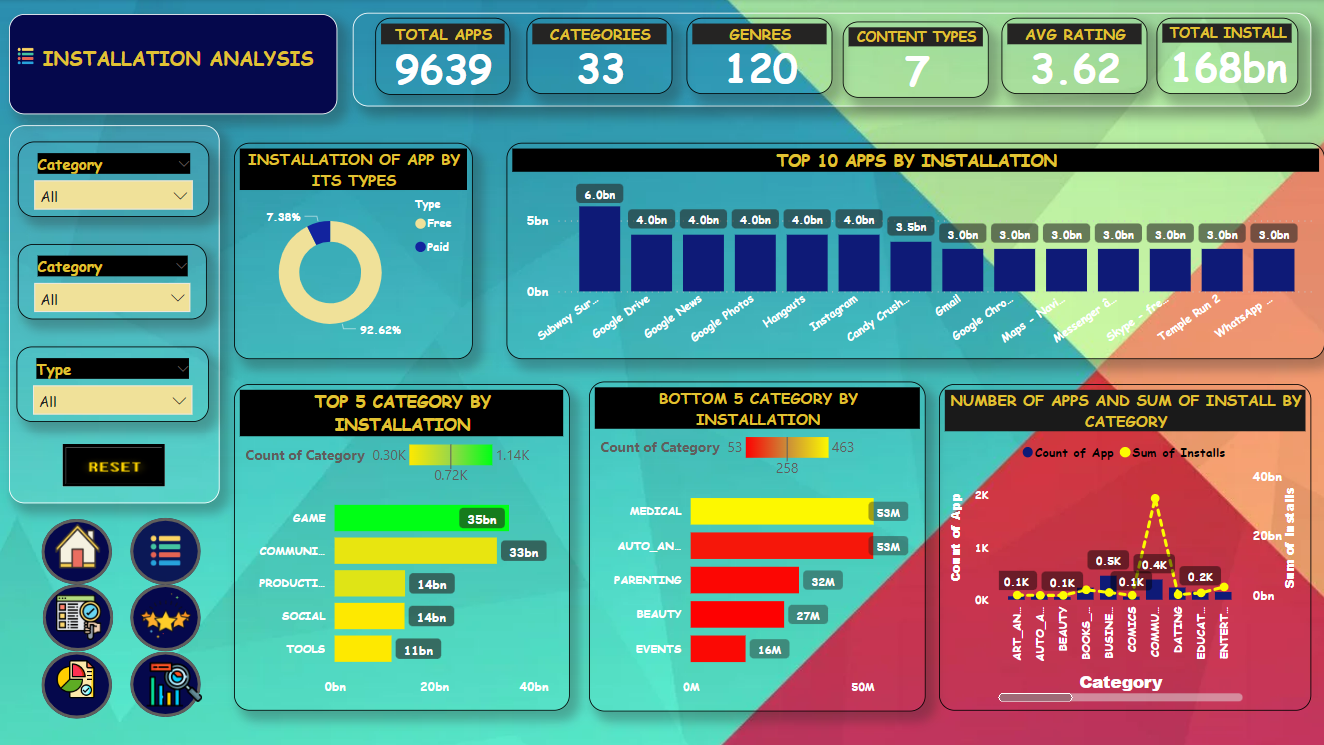 INSTALLATION ANALYSIS
TOTAL APPS
9639
CATEGORIES
33
GENRES
120
CONTENT TYPES
7
AVG RATING
3.62
TOTAL INSTALL
168bn
Category
All
Category
All
Type
All
RESET
INSTALLATION OF APP BY
ITS TYPES
7.38%
92.62%
Type
Free
Paid
TOP 10 APPS BY INSTALLATION
5bn
0bn
6.0bn
4.0bn
4.0bn
4.0bn
4.0bn
4.0bn
3.5bn
3.0bn
3.0bn
3.0bn
3.0bn
3.0bn
3.0bn
3.0bn
Subway Sur...
Google Drive
Google News
Google Photos
Hangouts
Instagram
Candy Crush...
Gmail
Google Chro...
Maps - Navi...
Messenger &...
Skype - fre...
Temple Run 2
WhatsApp ...
TOP 5 CATEGORY BY
INSTALLATION
Count of Category 0.30K 1.14K
0.72K
GAME 35bn
COMMUNI... 33bn
PRODUCTI... 14bn
SOCIAL 14bn
TOOLS 11bn
0bn 20bn 40bn
BOTTOM 5 CATEGORY BY
INSTALLATION
Count of Category 53 463
258
MEDICAL 53M
AUTO_AN... 53M
PARENTING 32M
BEAUTY 27M
EVENTS 16M
0M 50M
NUMBER OF APPS AND SUM OF INSTALL BY
CATEGORY
Count of App Sum of Installs
Count of App
2K
1K
0K
0.1K
0.1K
0.5K
0.1K
0.4K
0.2K
40bn
20bn
0bn
Sum of Installs
ART_AN...
AUTO_A...
BEAUTY
BOOKS_...
BUSINE...
COMICS
COMMU...
DATING
EDUCAT...
ENTERT...
Category